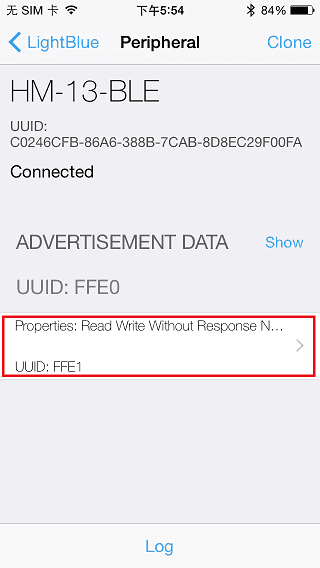 无 SIM 卡 下午5:54 84%
LightBlue Peripheral Clone
HM-13-BLE
UUID:
C0246CFB-86A6-388B-7CAB-8D8EC29F00FA
Connected
ADVERTISEMENT DATA Show
UUID: FFE0
Properties: Read Write Without Response N...
UUID: FFE1
Log